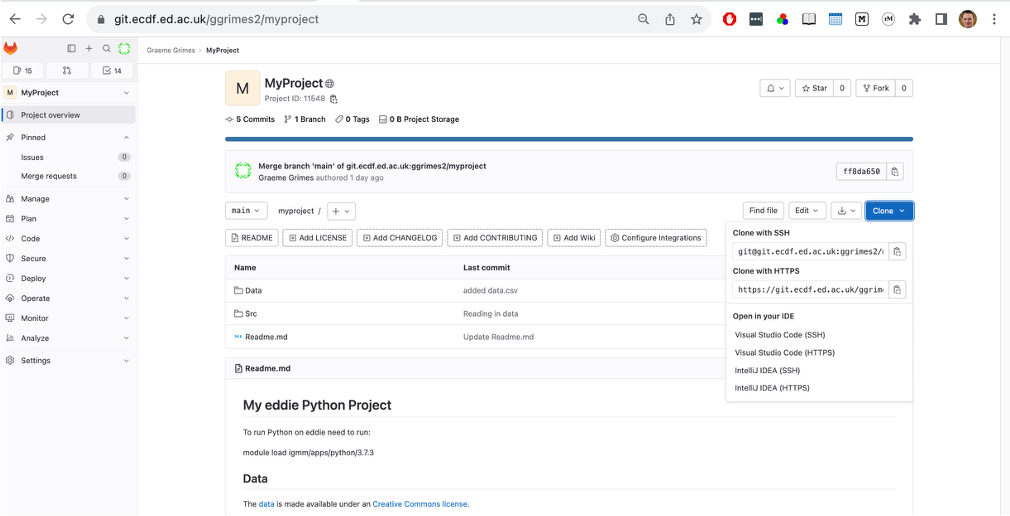 git.ecdf.ed.ac.uk/ggrimes2/myproject
15
14
Graeme Grimes › MyProject
M MyProject
Project overview
Pinned
Issues 0
Merge requests 0
Manage
Plan
Code
Secure
Deploy
Operate
Monitor
Analyze
Settings
M
MyProject
Project ID: 11548
Star 0
Fork 0
5 Commits 1 Branch 0 Tags 0 B Project Storage
Merge branch 'main' of git.ecdf.ed.ac.uk:ggrimes2/myproject
Graeme Grimes authored 1 day ago
ff8da650
main myproject / +
Find file Edit Clone
README Add LICENSE Add CHANGELOG Add CONTRIBUTING Add Wiki Configure Integrations
Clone with SSH
git@git.ecdf.ed.ac.uk:ggrimes2/
Clone with HTTPS
https://git.ecdf.ed.ac.uk/ggrim
Open in your IDE
Visual Studio Code (SSH)
Visual Studio Code (HTTPS)
IntelliJ IDEA (SSH)
IntelliJ IDEA (HTTPS)
Name Last commit
Data added data.csv
Src Reading in data
Readme.md Update Readme.md
Readme.md
My eddie Python Project
To run Python on eddie need to run:
module load igmm/apps/python/3.7.3
Data
The data is made available under an Creative Commons license.